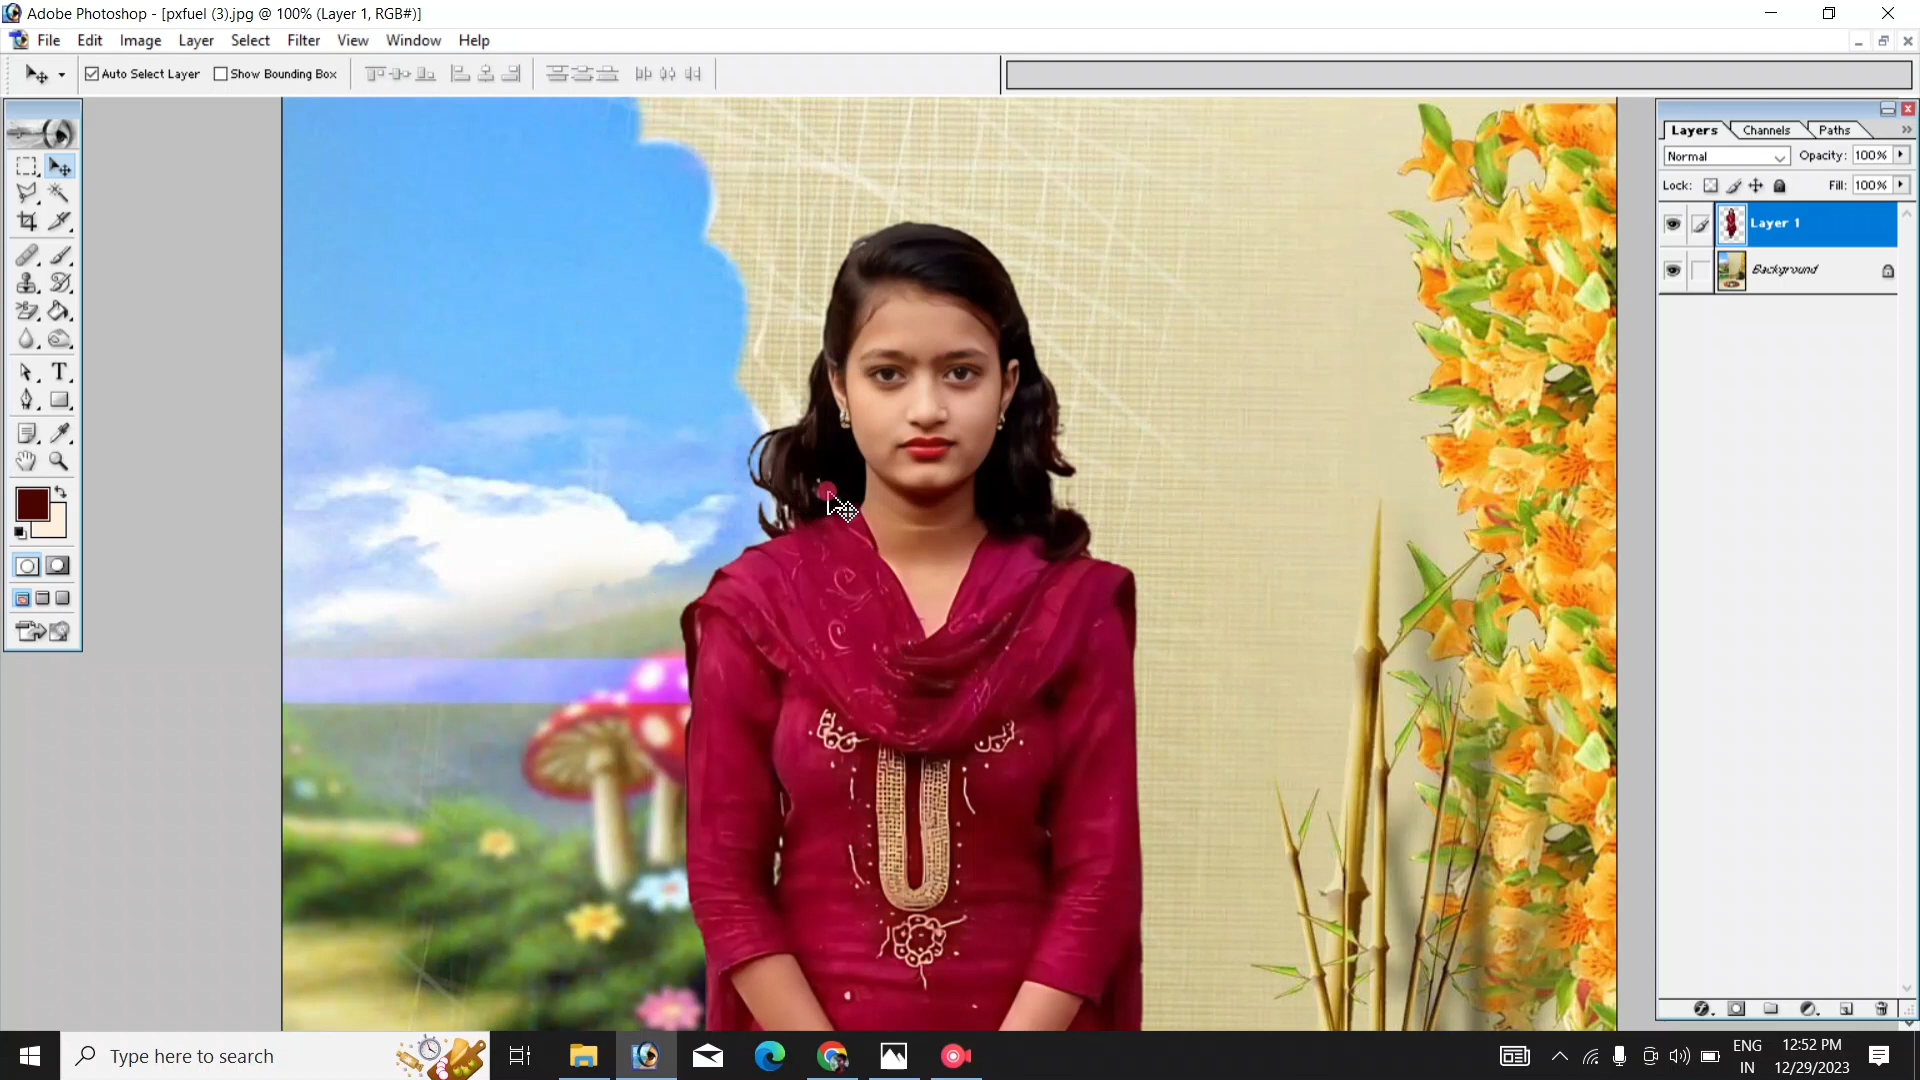 Adobe Photoshop - [pxfuel (3).jpg @ 100% (Layer 1, RGB#)]
File Edit Image Layer Select Filter View Window Help
Auto Select Layer Show Bounding Box
Layers Channels Paths
Normal Opacity: 100%
Lock: Fill: 100%
Layer 1
Background
T
Type here to search
ENG
IN
12:52 PM
12/29/2023